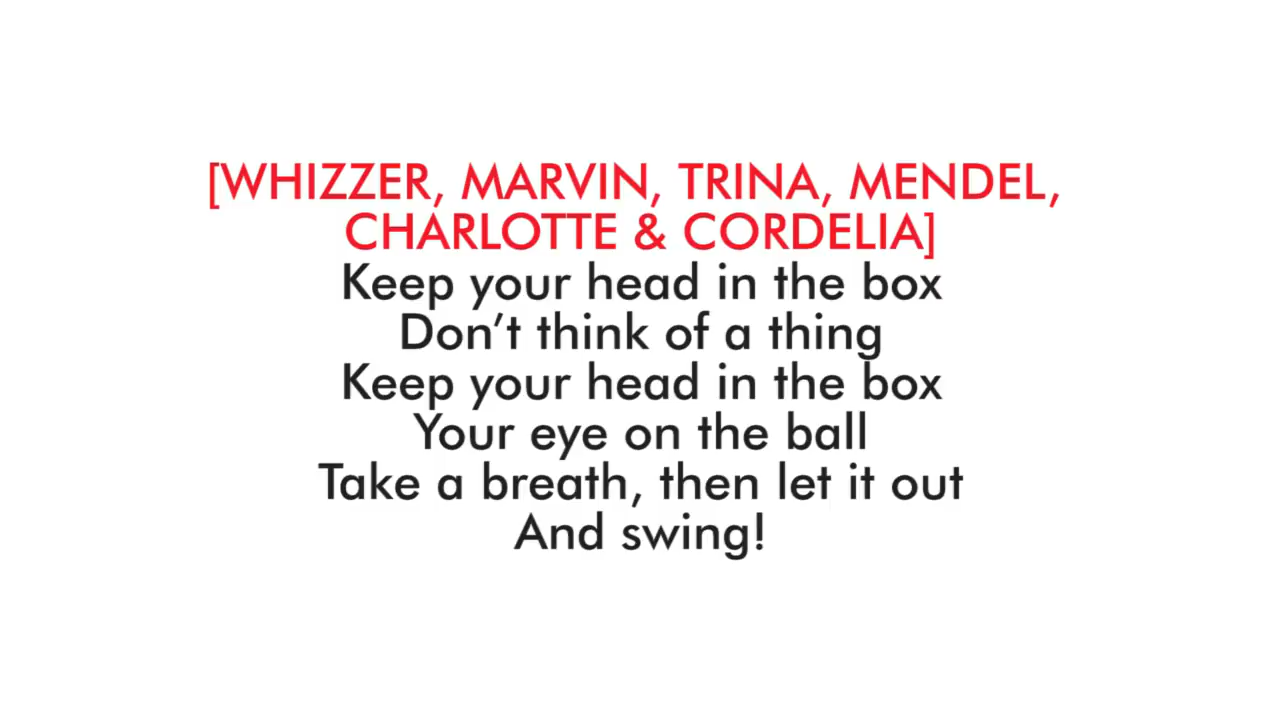 [WHIZZER, MARVIN, TRINA, MENDEL,
CHARLOTTE & CORDELIA]
Keep your head in the box
Don’t think of a thing
Keep your head in the box
Your eye on the ball
Take a breath, then let it out
And swing!